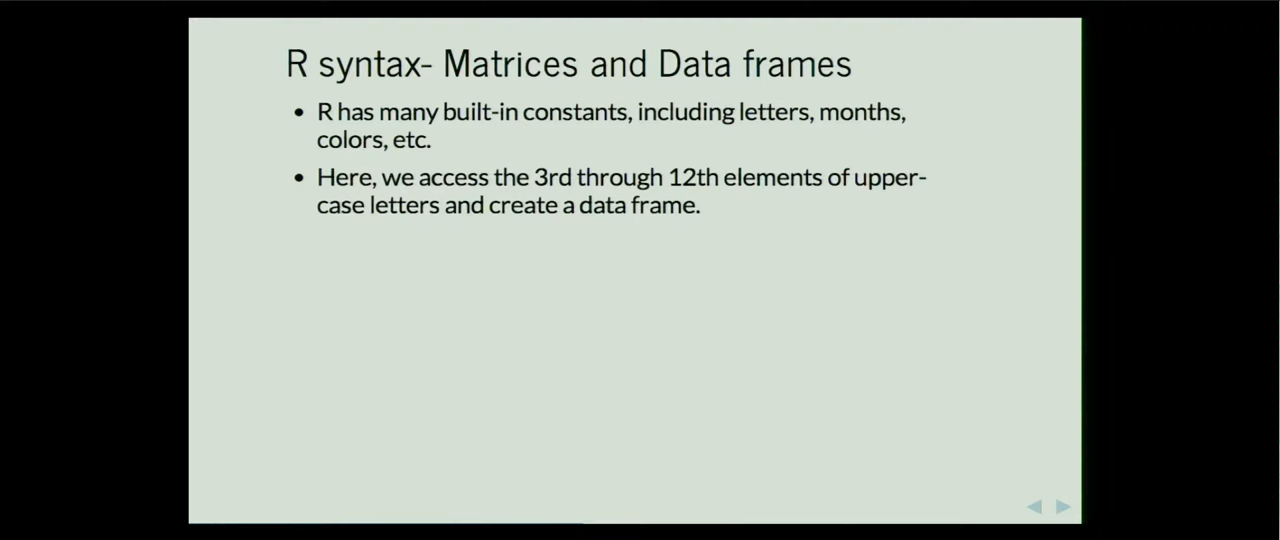 R syntax- Matrices and Data frames
• R has many built-in constants, including letters, months,
colors, etc.
• Here, we access the 3rd through 12th elements of upper-
case letters and create a data frame.